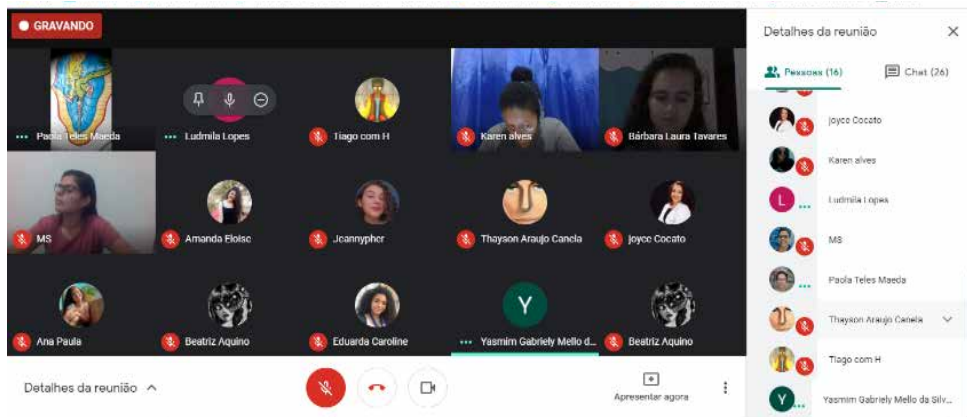 GRAVANDO
Paola Teles Maeda
Ludmila Lopes
Tiago com H
Karen alves
Bárbara Laura Tavares
MS
Amanda Eloise
Jeannypher
Thayson Araujo Canela
joyce Cocato
Ana Paula
Beatriz Aquino
Eduarda Caroline
Y
Yasmim Gabriely Mello d...
Beatriz Aquino
Detalhes da reunião
Apresentar agora
Detalhes da reunião
Pessoas (16)
Chat (26)
joyce Cocato
Karen alves
L
Ludmila Lopes
MS
Paola Teles Maeda
Thayson Araujo Canela
Tiago com H
Y
Yasmim Gabriely Mello da Silv...